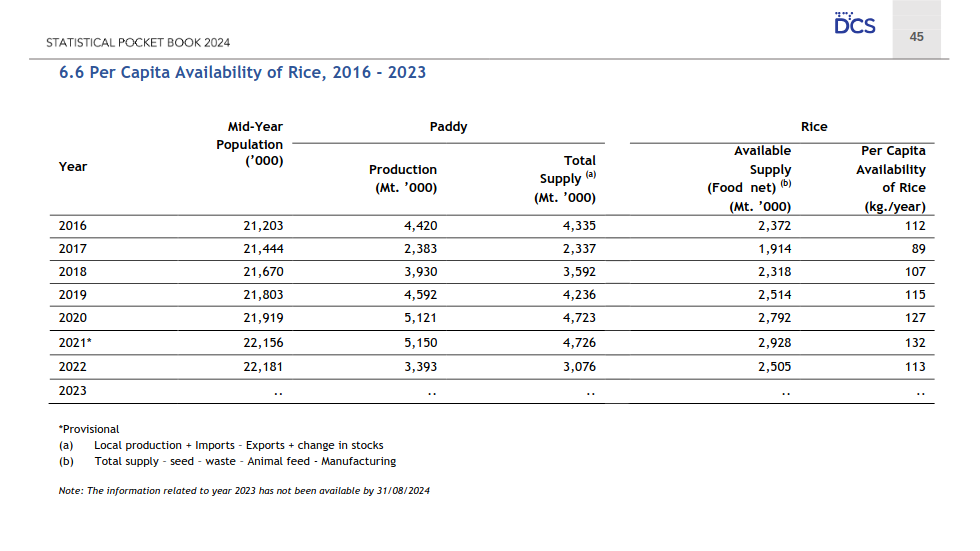 DCS
45
STATISTICAL POCKET BOOK 2024
6.6 Per Capita Availability of Rice, 2016 - 2023
Year
Mid-Year
Population
(’000)
Paddy
Production
(Mt. ’000)
Total
Supply (a)
(Mt. ’000)
Rice
Available
Supply
(Food net) (b)
(Mt. ’000)
Per Capita
Availability
of Rice
(kg./year)
2016 21,203 4,420 4,335 2,372 112
2017 21,444 2,383 2,337 1,914 89
2018 21,670 3,930 3,592 2,318 107
2019 21,803 4,592 4,236 2,514 115
2020 21,919 5,121 4,723 2,792 127
2021* 22,156 5,150 4,726 2,928 132
2022 22,181 3,393 3,076 2,505 113
2023 .. .. .. .. ..
*Provisional
(a) Local production + Imports – Exports + change in stocks
(b) Total supply – seed – waste – Animal feed - Manufacturing
Note: The information related to year 2023 has not been available by 31/08/2024